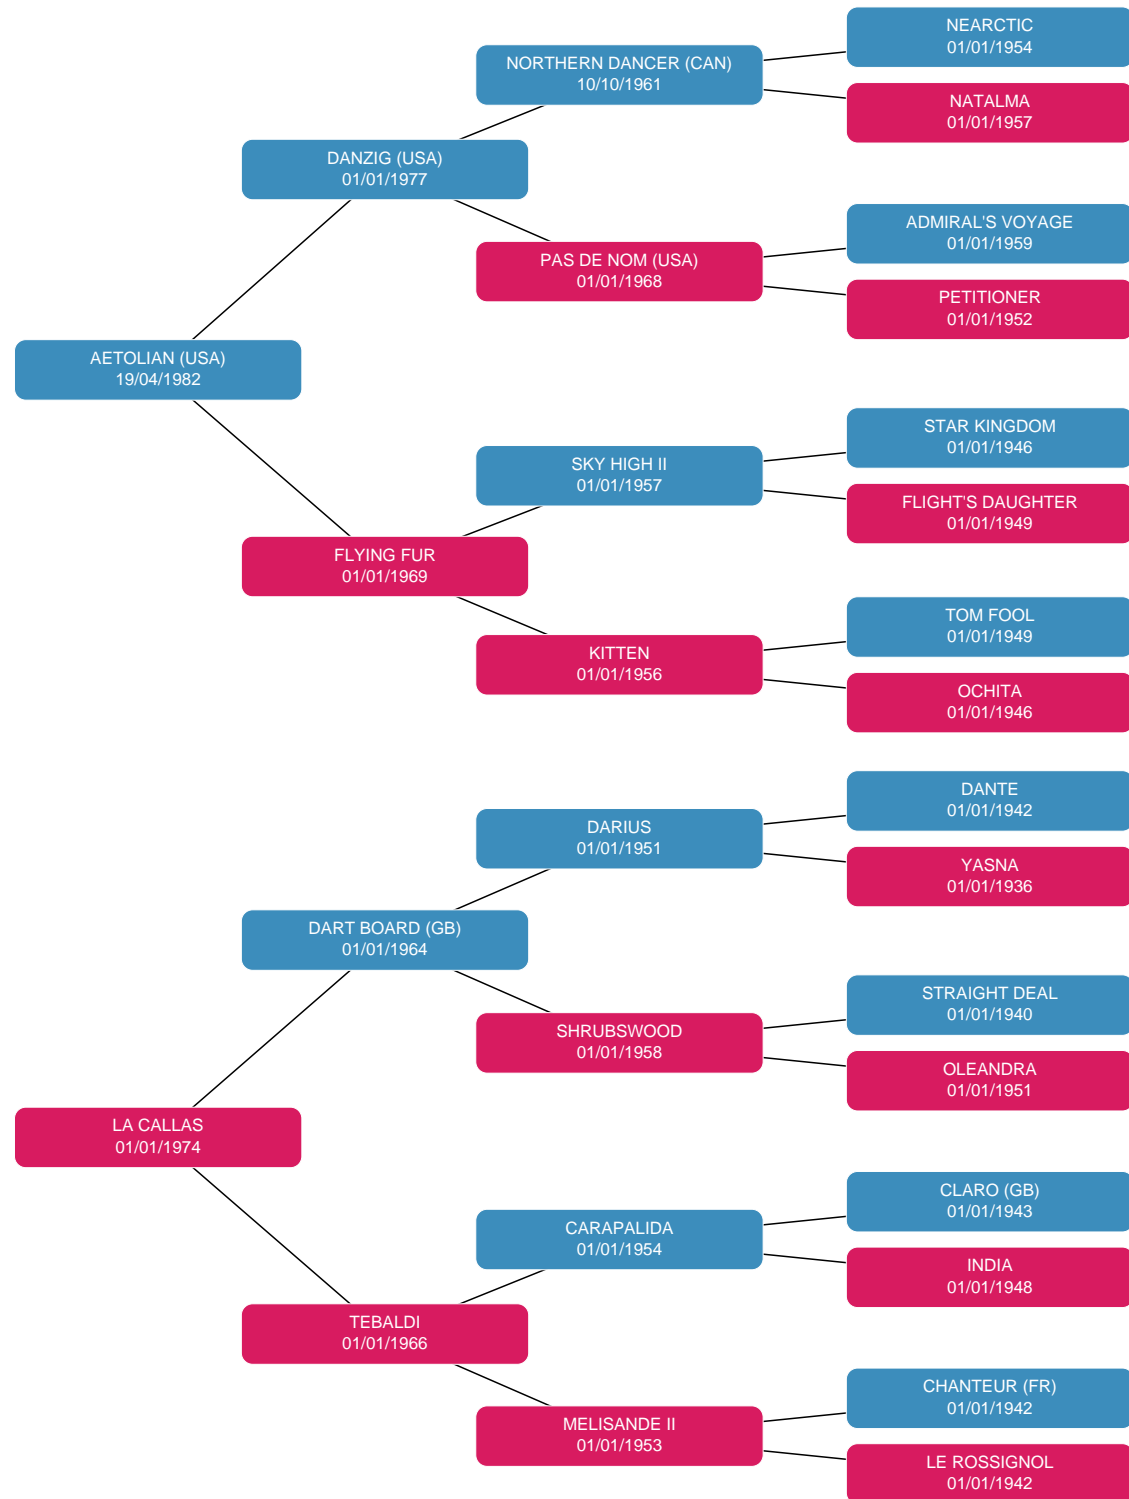 NEARCTIC
01/01/1954
NORTHERN DANCER (CAN)
10/10/1961
NATALMA
01/01/1957
DANZIG (USA)
01/01/1977
ADMIRAL'S VOYAGE
01/01/1959
PAS DE NOM (USA)
01/01/1968
PETITIONER
01/01/1952
AETOLIAN (USA)
19/04/1982
STAR KINGDOM
01/01/1946
SKY HIGH II
01/01/1957
FLIGHT'S DAUGHTER
01/01/1949
FLYING FUR
01/01/1969
TOM FOOL
01/01/1949
KITTEN
01/01/1956
OCHITA
01/01/1946
DANTE
01/01/1942
DARIUS
01/01/1951
YASNA
01/01/1936
DART BOARD (GB)
01/01/1964
STRAIGHT DEAL
01/01/1940
SHRUBSWOOD
01/01/1958
OLEANDRA
01/01/1951
LA CALLAS
01/01/1974
CLARO (GB)
01/01/1943
CARAPALIDA
01/01/1954
INDIA
01/01/1948
TEBALDI
01/01/1966
CHANTEUR (FR)
01/01/1942
MELISANDE II
01/01/1953
LE ROSSIGNOL
01/01/1942